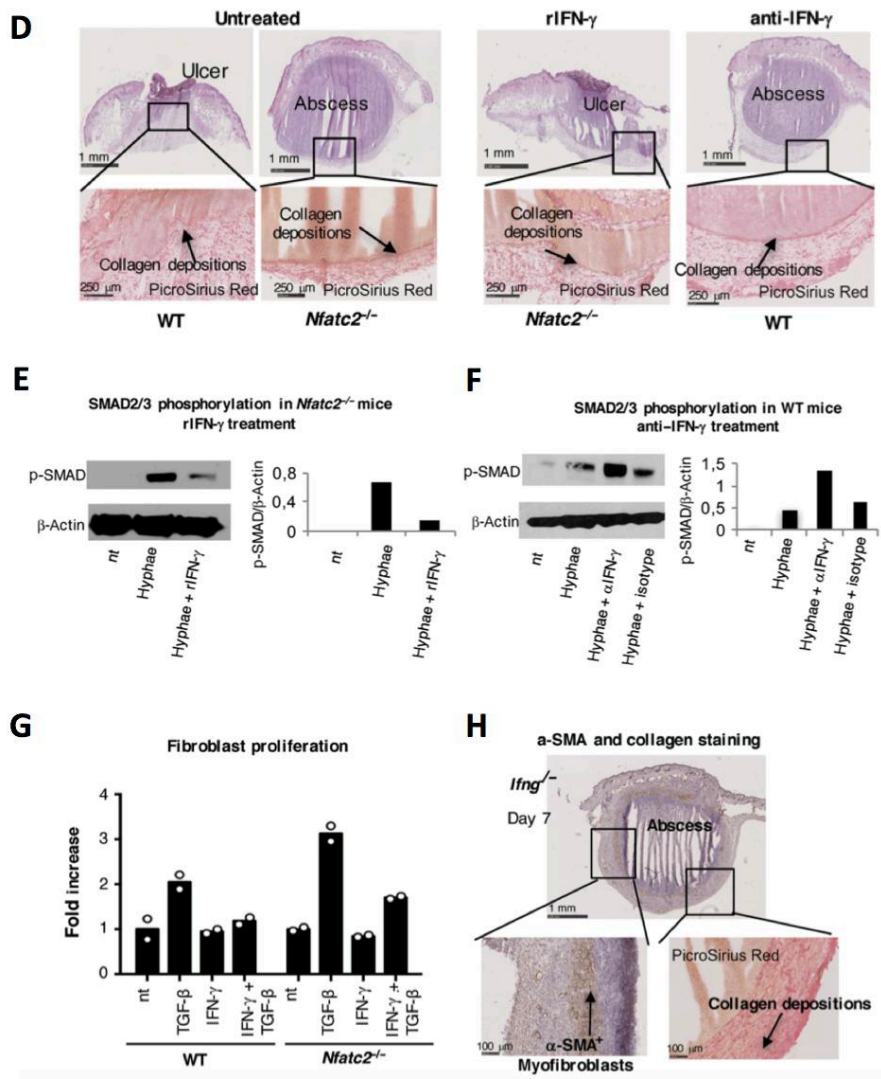 D
Untreated
rIFN-γ
anti-IFN-γ
Ulcer
Abscess
Ulcer
Abscess
1 mm
1 mm
1 mm
1 mm
Collagen depositions
250 μm
PicroSirius Red
Collagen
depositions
250 μm
PicroSirius Red
Collagen
depositions
250 μm
PicroSirius Red
Collagen depositions
250 μm
PicroSirius Red
WT
Nfatc2–/–
Nfatc2–/–
WT
E
SMAD2/3 phosphorylation in Nfatc2–/– mice
rIFN-γ treatment
p-SMAD
β-Actin
nt
Hyphae
Hyphae + rIFN-γ
p-SMAD/β-Actin
0,8
0,4
0
nt
Hyphae
Hyphae + rIFN-γ
F
SMAD2/3 phosphorylation in WT mice
anti–IFN-γ treatment
p-SMAD
β-Actin
nt
Hyphae
Hyphae + αIFN-γ
Hyphae + isotype
p-SMAD/β-Actin
1,5
1
0,5
0
nt
Hyphae
Hyphae + αIFN-γ
Hyphae + isotype
G
Fibroblast proliferation
Fold increase
4
3
2
1
0
nt
TGF-β
IFN-γ
IFN-γ +
TGF-β
nt
TGF-β
IFN-γ
IFN-γ +
TGF-β
WT
Nfatc2–/–
H
a-SMA and collagen staining
Ifng–/–
Day 7
Abscess
1 mm
100 μm
α-SMA+
Myofibroblasts
PicroSirius Red
Collagen depositions
100 μm